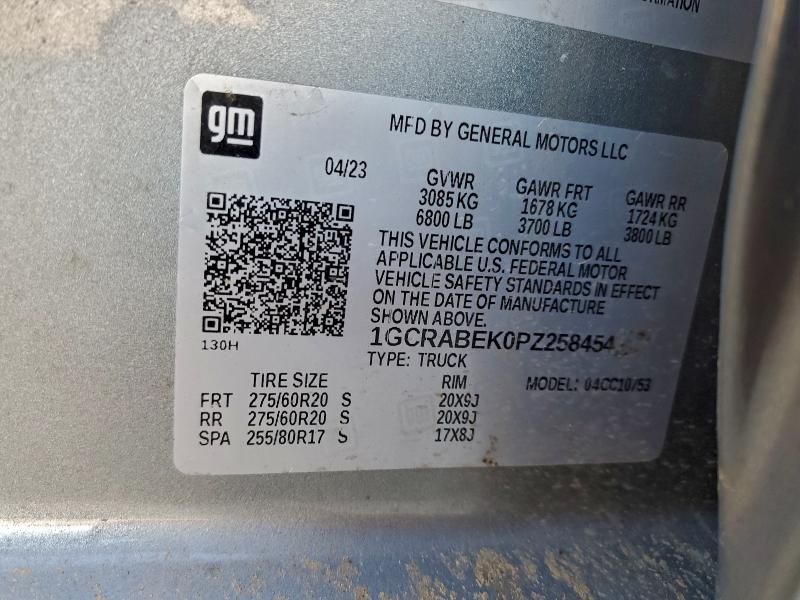 FORMATION
gm
MFD BY GENERAL MOTORS LLC
04/23
GVWR GAWR FRT GAWR RR
3085 KG 1678 KG 1724 KG
6800 LB 3700 LB 3800 LB
THIS VEHICLE CONFORMS TO ALL
APPLICABLE U.S. FEDERAL MOTOR
VEHICLE SAFETY STANDARDS IN EFFECT
ON THE DATE OF MANUFACTURE
SHOWN ABOVE.
130H
1GCRABEK0PZ258454
TYPE: TRUCK
TIRE SIZE RIM MODEL: 04CC10/53
FRT 275/60R20 S 20X9J
RR 275/60R20 S 20X9J
SPA 255/80R17 S 17X8J